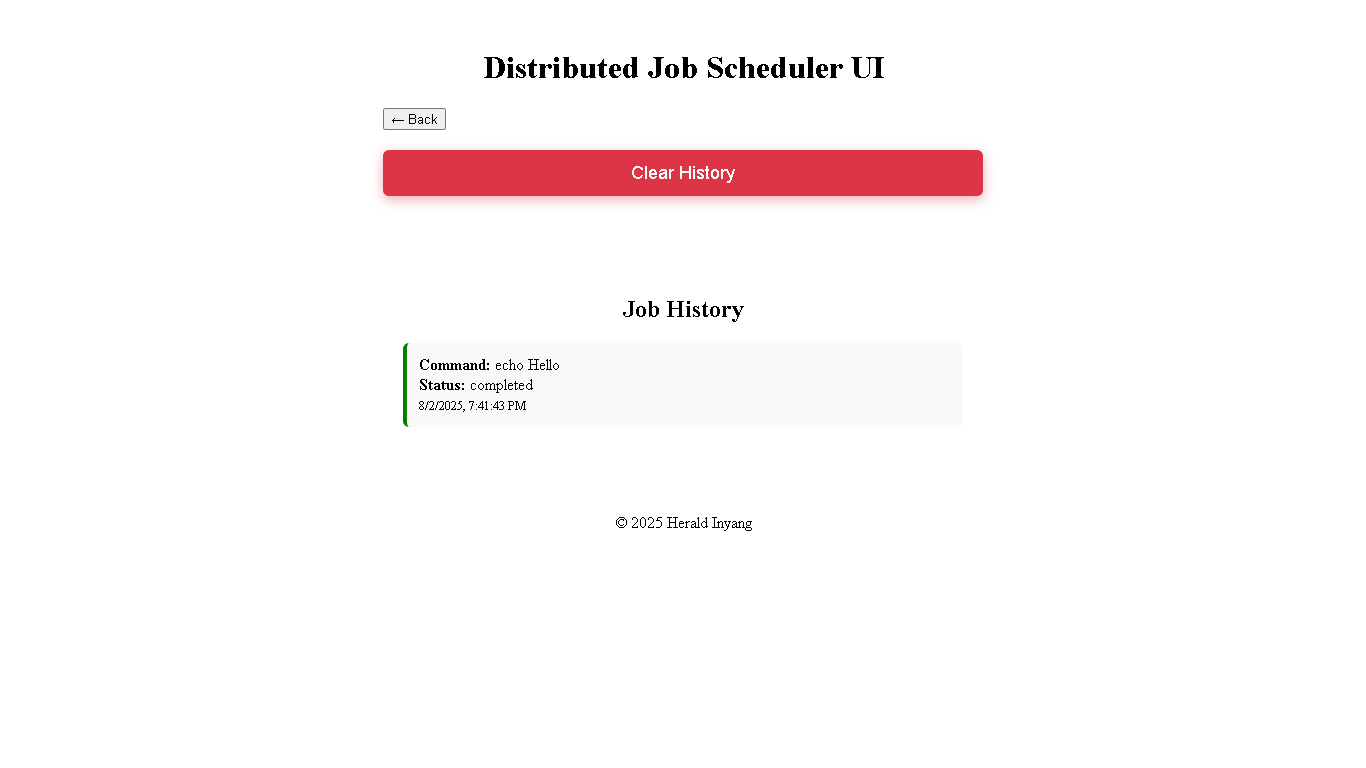 Distributed Job Scheduler UI
← Back
Clear History
Job History
Command: echo Hello
Status: completed
8/2/2025, 7:41:43 PM
© 2025 Herald Inyang